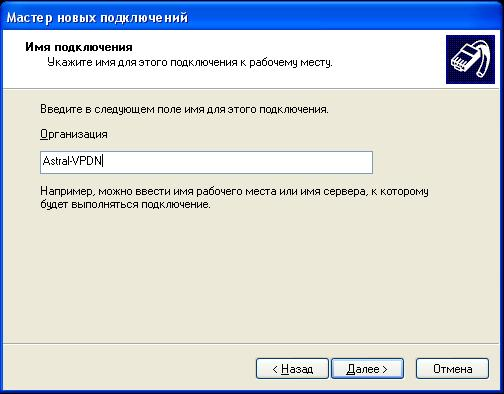 Мастер новых подключений
Имя подключения
Укажите имя для этого подключения к рабочему месту.
Введите в следующем поле имя для этого подключения.
Организация
Astral-VPDN
Например, можно ввести имя рабочего места или имя сервера, к которому
будет выполняться подключение.
< Назад Далее > Отмена